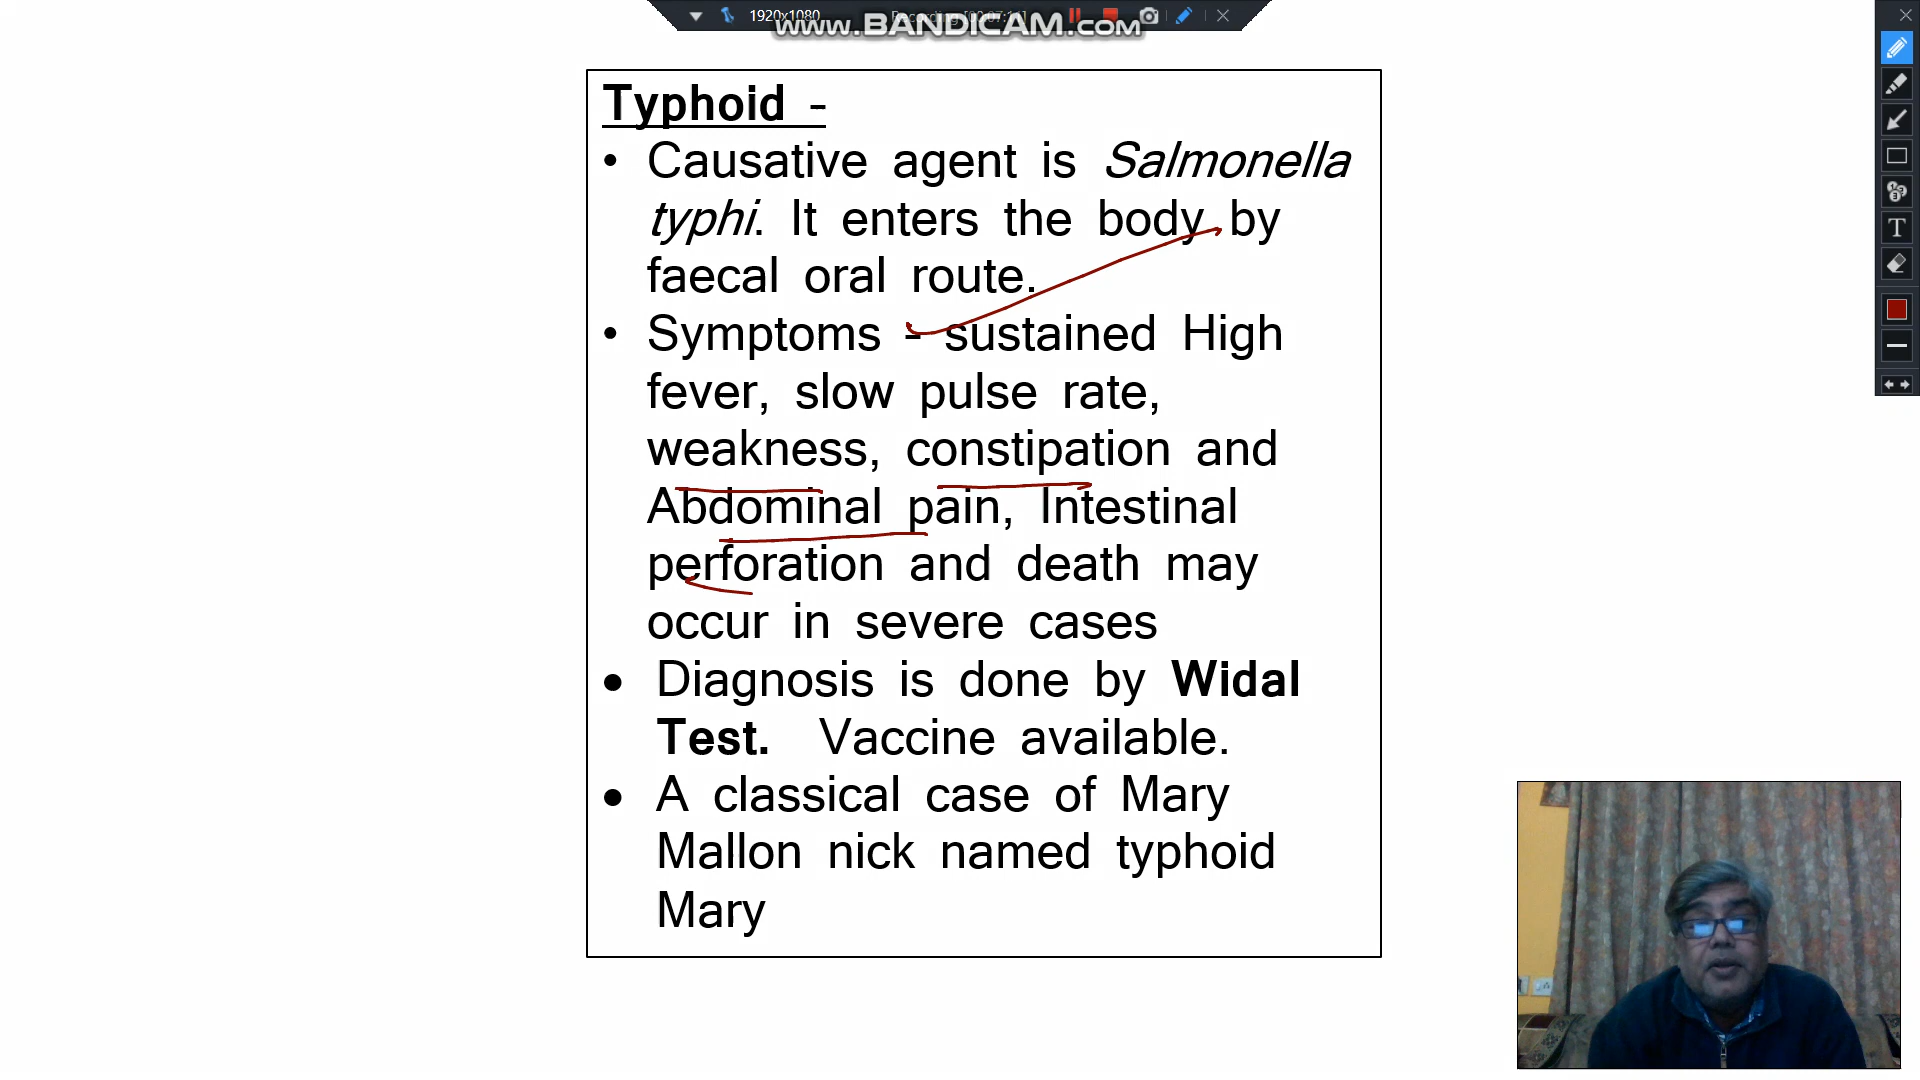 1920x1080
www.BANDICAM.com
Typhoid -
• Causative agent is Salmonella
typhi. It enters the body by
faecal oral route.
• Symptoms - sustained High
fever, slow pulse rate,
weakness, constipation and
Abdominal pain, Intestinal
perforation and death may
occur in severe cases
• Diagnosis is done by Widal
Test. Vaccine available.
• A classical case of Mary
Mallon nick named typhoid
Mary
T